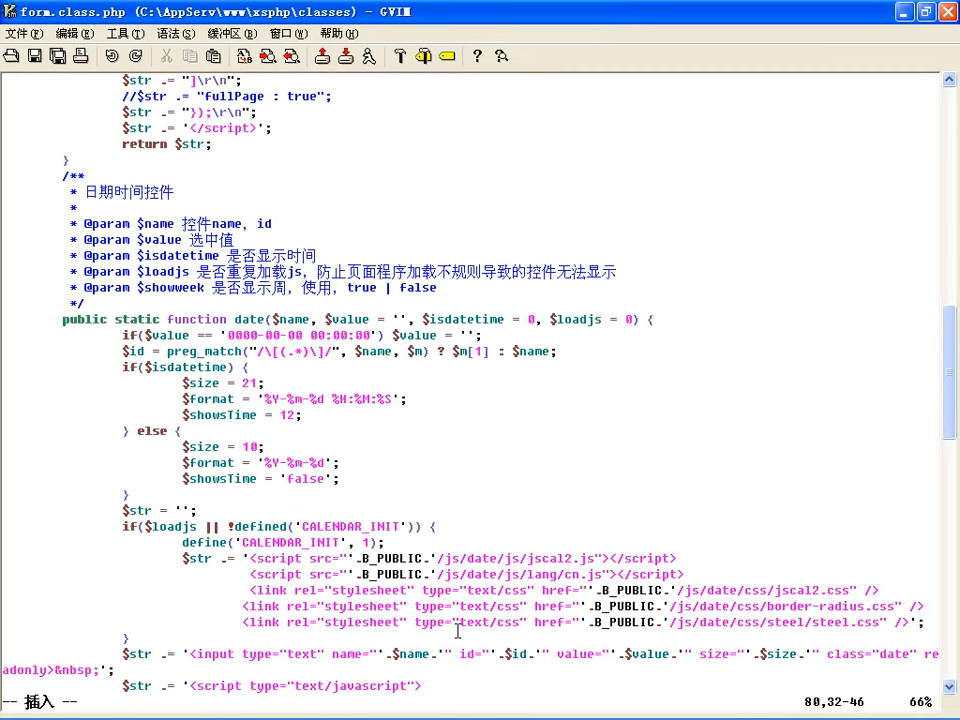 form.class.php (C:\AppServ\www\xsphp\classes) - GVIM
文件(F) 编辑(E) 工具(T) 语法(S) 缓冲区(B) 窗口(W) 帮助(H)
$str .= "]\r\n";
//$str .= "fullPage : true";
$str .= "});\r\n";
$str .= '</script>';
return $str;
}
/**
* 日期时间控件
*
* @param $name 控件name, id
* @param $value 选中值
* @param $isdatetime 是否显示时间
* @param $loadjs 是否重复加载js, 防止页面程序加载不规则导致的控件无法显示
* @param $showweek 是否显示周, 使用, true | false
*/
public static function date($name, $value = '', $isdatetime = 0, $loadjs = 0) {
if($value == '0000-00-00 00:00:00') $value = '';
$id = preg_match("/\[(.*)\]/", $name, $m) ? $m[1] : $name;
if($isdatetime) {
$size = 21;
$format = '%Y-%m-%d %H:%M:%S';
$showsTime = 12;
} else {
$size = 10;
$format = '%Y-%m-%d';
$showsTime = 'false';
}
$str = '';
if($loadjs || !defined('CALENDAR_INIT')) {
define('CALENDAR_INIT', 1);
$str .= '<script src="'.B_PUBLIC.'/js/date/js/jscal2.js"></script>
<script src="'.B_PUBLIC.'/js/date/js/lang/cn.js"></script>
<link rel="stylesheet" type="text/css" href="'.B_PUBLIC.'/js/date/css/jscal2.css" />
<link rel="stylesheet" type="text/css" href="'.B_PUBLIC.'/js/date/css/border-radius.css" />
<link rel="stylesheet" type="text/css" href="'.B_PUBLIC.'/js/date/css/steel/steel.css" />';
}
$str .= '<input type="text" name="'.$name.'" id="'.$id.'" value="'.$value.'" size="'.$size.'" class="date" re
adonly>&nbsp;';
$str .= '<script type="text/javascript">
-- 插入 -- 80,32-46 66%